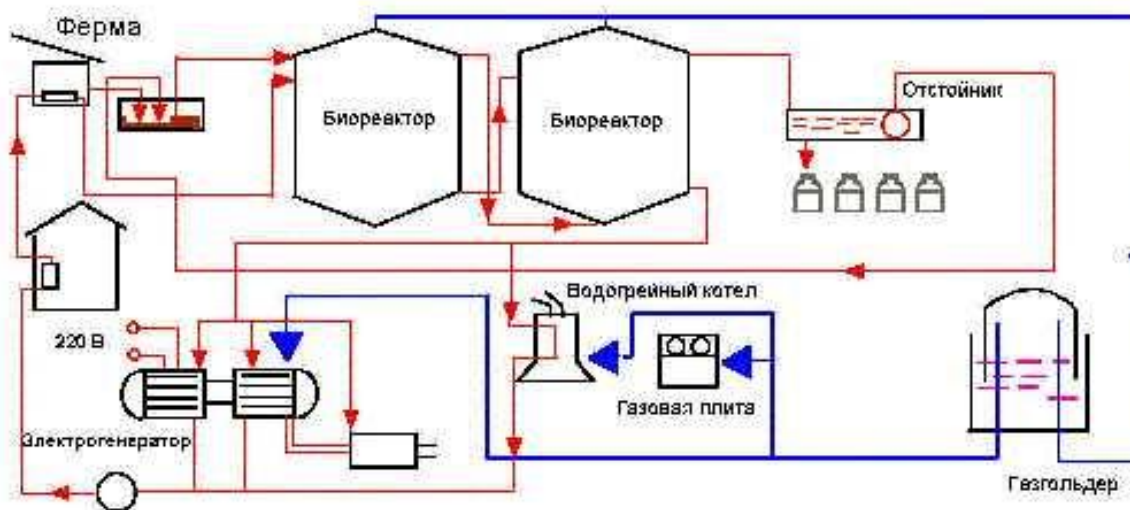 Ферма
Биореактор
Биореактор
Отстойник
Водогрейный котел
220 В
Газовая плита
Электрогенератор
Газгольдер